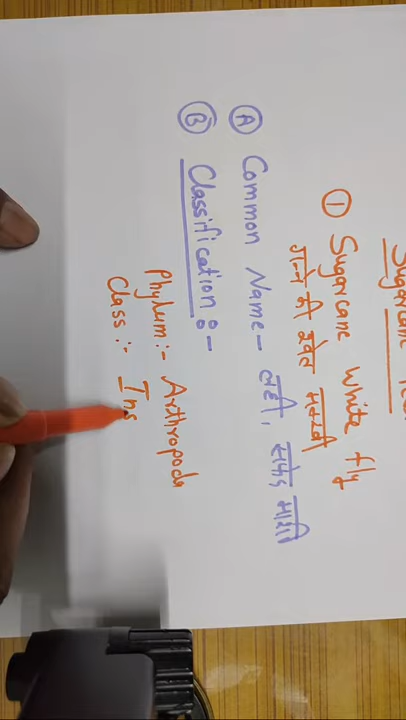 Sugarcane
① Sugarcane White fly
गन्ने की श्वेत मक्खी
Ⓐ Common Name - लही, सफेद
Ⓑ Classification :-
Phylum :- Arthropoda
Class :- Ins